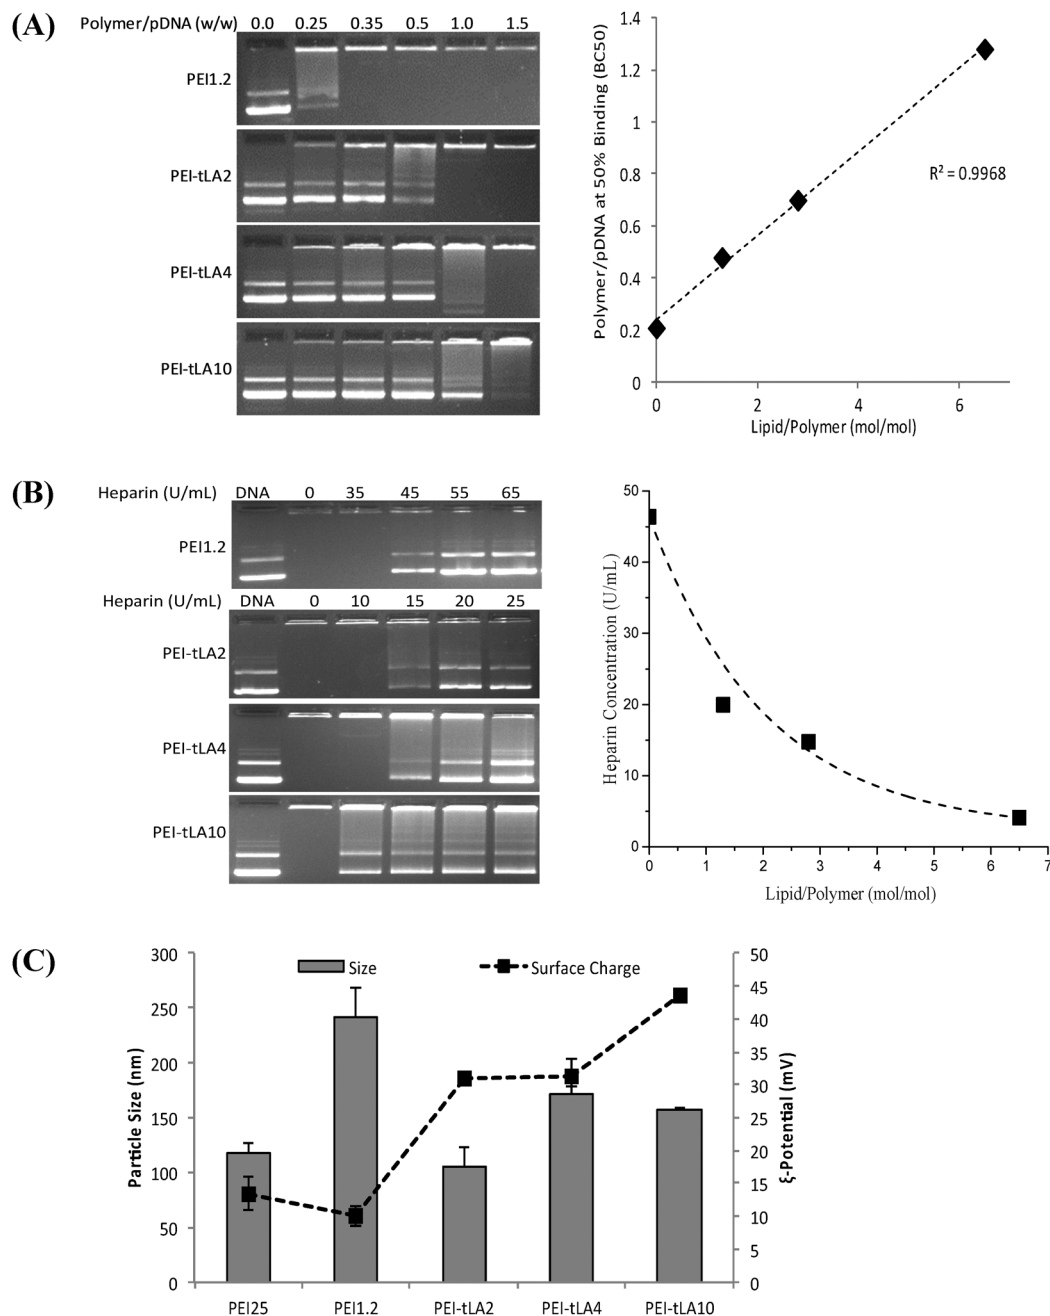 (A)
Polymer/pDNA (w/w) 0.0 0.25 0.35 0.5 1.0 1.5
PEI1.2
PEI-tLA2
PEI-tLA4
PEI-tLA10
Polymer/pDNA at 50% Binding (BC50)
1.4
1.2
1
0.8
0.6
0.4
0.2
0
R² = 0.9968
0 2 4 6
Lipid/Polymer (mol/mol)
(B)
Heparin (U/mL) DNA 0 35 45 55 65
PEI1.2
Heparin (U/mL) DNA 0 10 15 20 25
PEI-tLA2
PEI-tLA4
PEI-tLA10
Heparin Concentration (U/mL)
50
40
30
20
10
0
0 1 2 3 4 5 6 7
Lipid/Polymer (mol/mol)
(C)
Particle Size (nm)
300
250
200
150
100
50
0
Size Surface Charge
50
45
40
35
30
25
20
15
10
5
0
ξ-Potential (mV)
PEI25 PEI1.2 PEI-tLA2 PEI-tLA4 PEI-tLA10